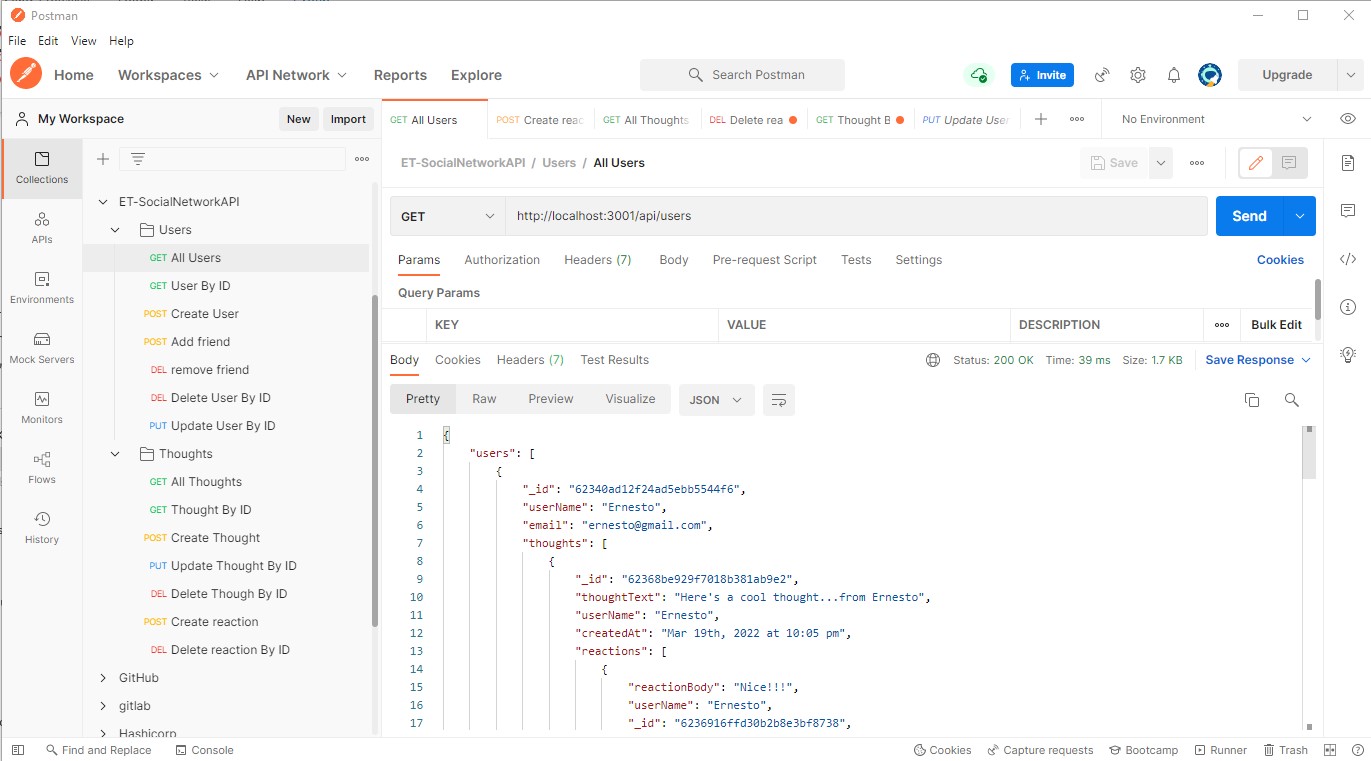 Postman
File Edit View Help
Home Workspaces API Network Reports Explore Search Postman Invite Upgrade
My Workspace New Import
GET All Users POST Create reac GET All Thoughts DEL Delete rea GET Thought B PUT Update User No Environment
ET-SocialNetworkAPI / Users / All Users Save
Collections
APIs
Environments
Mock Servers
Monitors
Flows
History
ET-SocialNetworkAPI
Users
GET All Users
GET User By ID
POST Create User
POST Add friend
DEL remove friend
DEL Delete User By ID
PUT Update User By ID
Thoughts
GET All Thoughts
GET Thought By ID
POST Create Thought
PUT Update Thought By ID
DEL Delete Though By ID
POST Create reaction
DEL Delete reaction By ID
GitHub
gitlab
Hashicorp
GET http://localhost:3001/api/users Send
Params Authorization Headers (7) Body Pre-request Script Tests Settings Cookies
Query Params
KEY VALUE DESCRIPTION Bulk Edit
Body Cookies Headers (7) Test Results Status: 200 OK Time: 39 ms Size: 1.7 KB Save Response
Pretty Raw Preview Visualize JSON
1 {
2 "users": [
3 {
4 "_id": "62340ad12f24ad5ebb5544f6",
5 "userName": "Ernesto",
6 "email": "ernesto@gmail.com",
7 "thoughts": [
8 {
9 "_id": "62368be929f7018b381ab9e2",
10 "thoughtText": "Here's a cool thought...from Ernesto",
11 "userName": "Ernesto",
12 "createdAt": "Mar 19th, 2022 at 10:05 pm",
13 "reactions": [
14 {
15 "reactionBody": "Nice!!!",
16 "userName": "Ernesto",
17 "_id": "6236916ffd30b2b8e3bf8738",
Find and Replace Console Cookies Capture requests Bootcamp Runner Trash